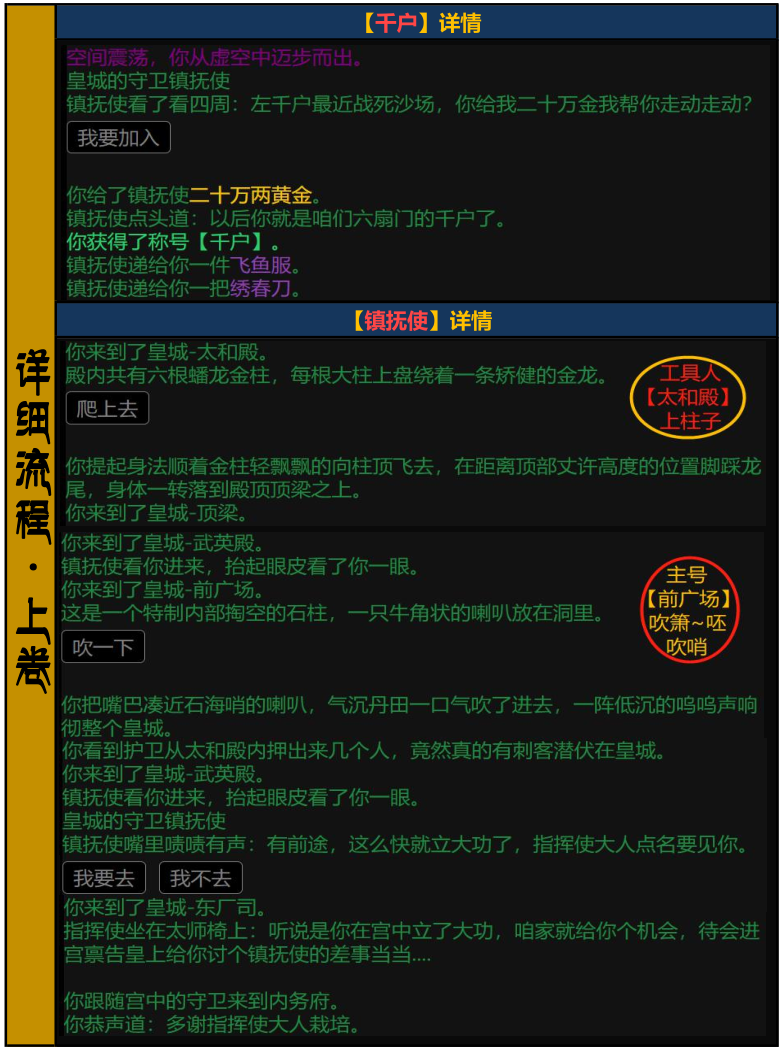 详细流程·上卷
【千户】详情
空间震荡，你从虚空中迈步而出。
皇城的守卫镇抚使
镇抚使看了看四周：左千户最近战死沙场，你给我二十万金我帮你走动走动？
我要加入
你给了镇抚使二十万两黄金。
镇抚使点头道：以后你就是咱们六扇门的千户了。
你获得了称号【千户】。
镇抚使递给你一件飞鱼服。
镇抚使递给你一把绣春刀。
【镇抚使】详情
你来到了皇城-太和殿。
殿内共有六根蟠龙金柱，每根大柱上盘绕着一条矫健的金龙。
爬上去
工具人
【太和殿】
上柱子
你提起身法顺着金柱轻飘飘的向柱顶飞去，在距离顶部丈许高度的位置脚踩龙
尾，身体一转落到殿顶顶梁之上。
你来到了皇城-顶梁。
你来到了皇城-武英殿。
镇抚使看你进来，抬起眼皮看了你一眼。
你来到了皇城-前广场。
这是一个特制内部掏空的石柱，一只牛角状的喇叭放在洞里。
吹一下
主号
【前广场】
吹箫~呸
吹哨
你把嘴巴凑近石海哨的喇叭，气沉丹田一口气吹了进去，一阵低沉的呜呜声响
彻整个皇城。
你看到护卫从太和殿内押出来几个人，竟然真的有刺客潜伏在皇城。
你来到了皇城-武英殿。
镇抚使看你进来，抬起眼皮看了你一眼。
皇城的守卫镇抚使
镇抚使嘴里啧啧有声：有前途，这么快就立大功了，指挥使大人点名要见你。
我要去 我不去
你来到了皇城-东厂司。
指挥使坐在太师椅上：听说是你在宫中立了大功，咱家就给你个机会，待会进
宫禀告皇上给你讨个镇抚使的差事当当....
你跟随宫中的守卫来到内务府。
你恭声道：多谢指挥使大人栽培。